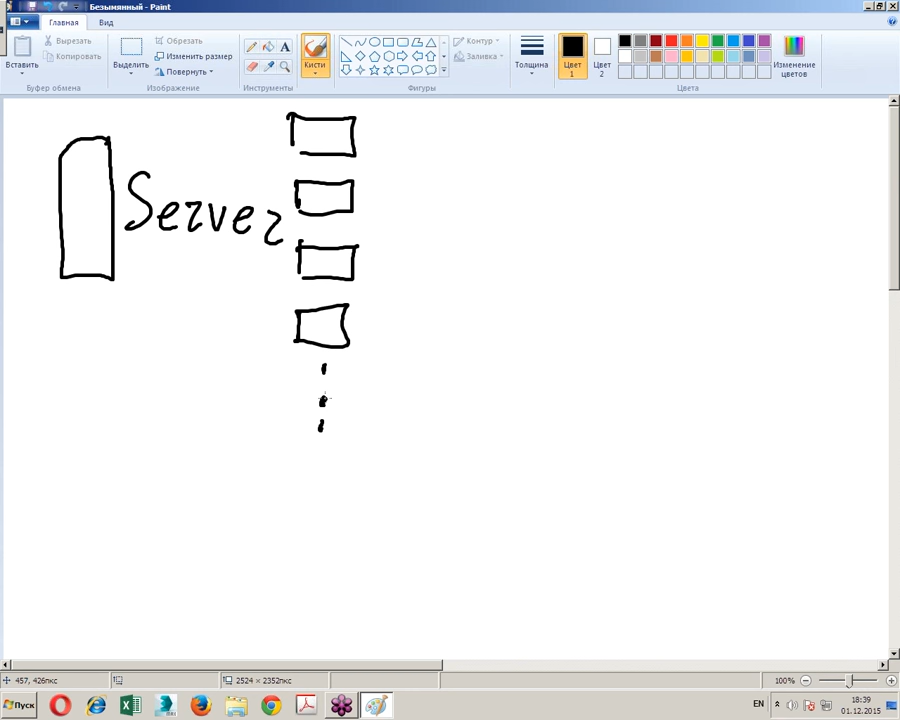 Безымянный - Paint
Главная Вид
Вставить
Вырезать
Копировать
Буфер обмена
Выделить
Обрезать
Изменить размер
Повернуть
Изображение
A
Инструменты
Кисти
Контур
Заливка
Фигуры
Толщина
Цвет 1
Цвет 2
Изменение цветов
Цвета
Server
457, 426пкс
2524 × 2352пкс
100%
Пуск
EN
18:39
01.12.2015